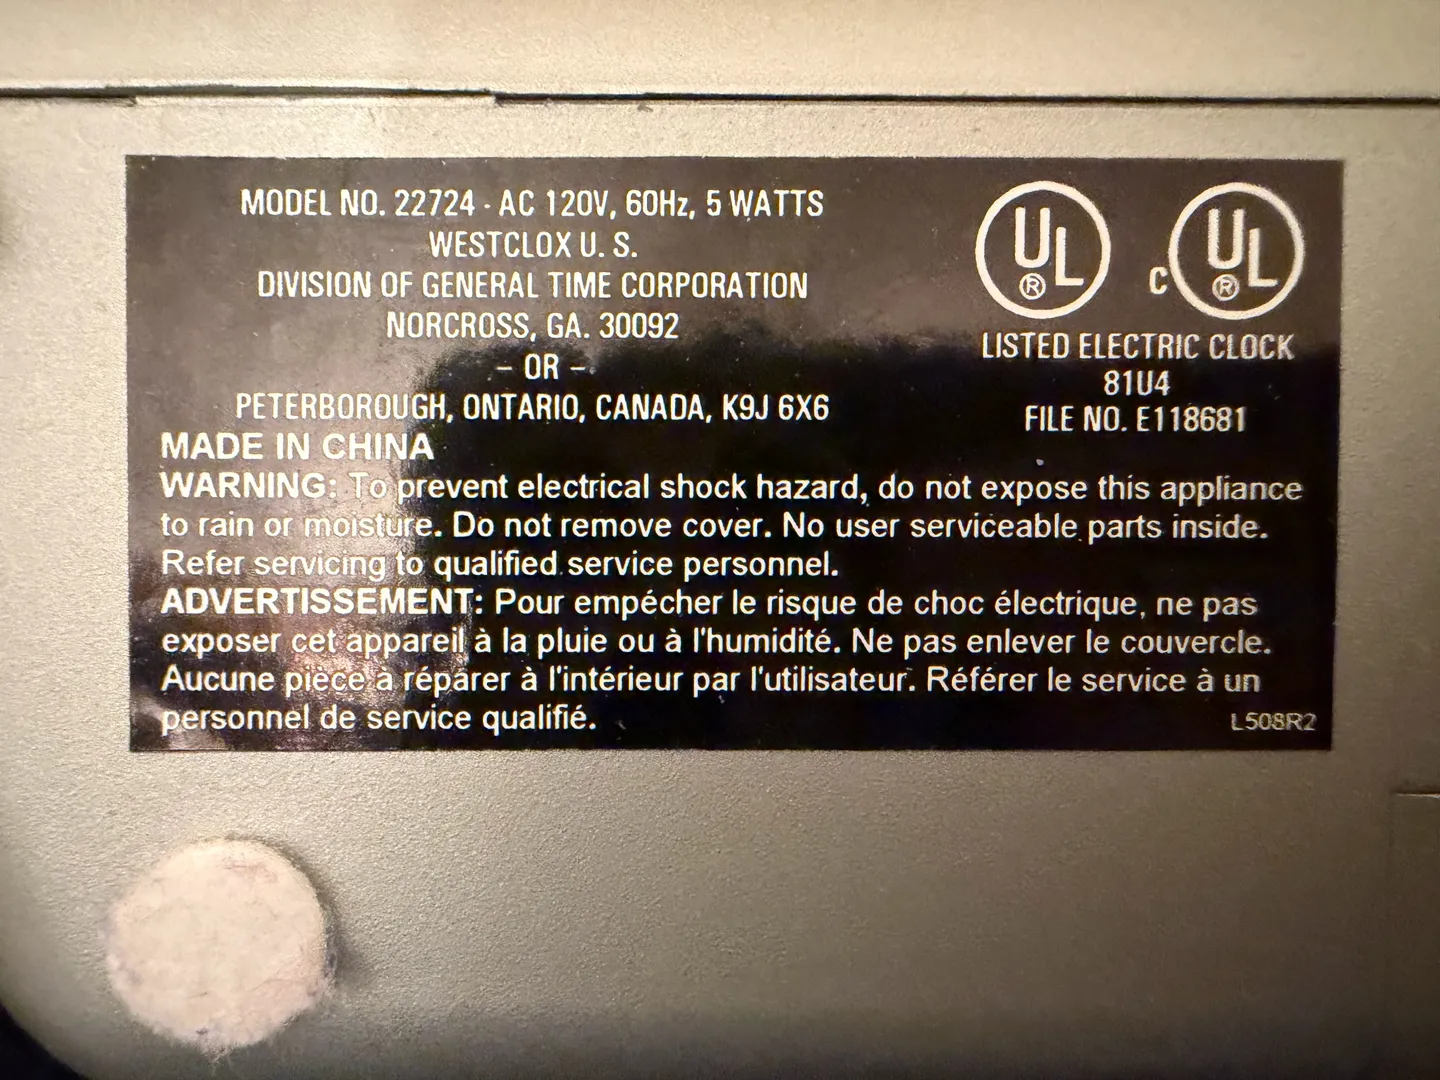 MODEL NO. 22724 - AC 120V, 60Hz, 5 WATTS
WESTCLOX U. S.
DIVISION OF GENERAL TIME CORPORATION
NORCROSS, GA. 30092
- OR -
PETERBOROUGH, ONTARIO, CANADA, K9J 6X6
MADE IN CHINA
UL ® C UL ®
LISTED ELECTRIC CLOCK
81U4
FILE NO. E118681
WARNING: To prevent electrical shock hazard, do not expose this appliance
to rain or moisture. Do not remove cover. No user serviceable parts inside.
Refer servicing to qualified service personnel.
ADVERTISSEMENT: Pour empécher le risque de choc électrique, ne pas
exposer cet appareil à la pluie ou à l'humidité. Ne pas enlever le couvercle.
Aucune pièce à réparer à l'intérieur par l'utilisateur. Référer le service à un
personnel de service qualifié.
L508R2